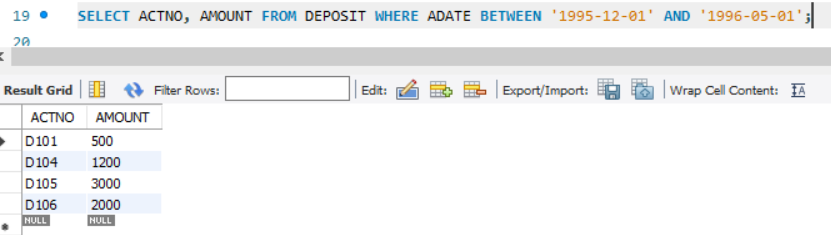 19 SELECT ACTNO, AMOUNT FROM DEPOSIT WHERE ADATE BETWEEN '1995-12-01' AND '1996-05-01';
20
Result Grid Filter Rows: Edit: Export/Import: Wrap Cell Content: IA
ACTNO AMOUNT
D101 500
D104 1200
D105 3000
D106 2000
NULL NULL